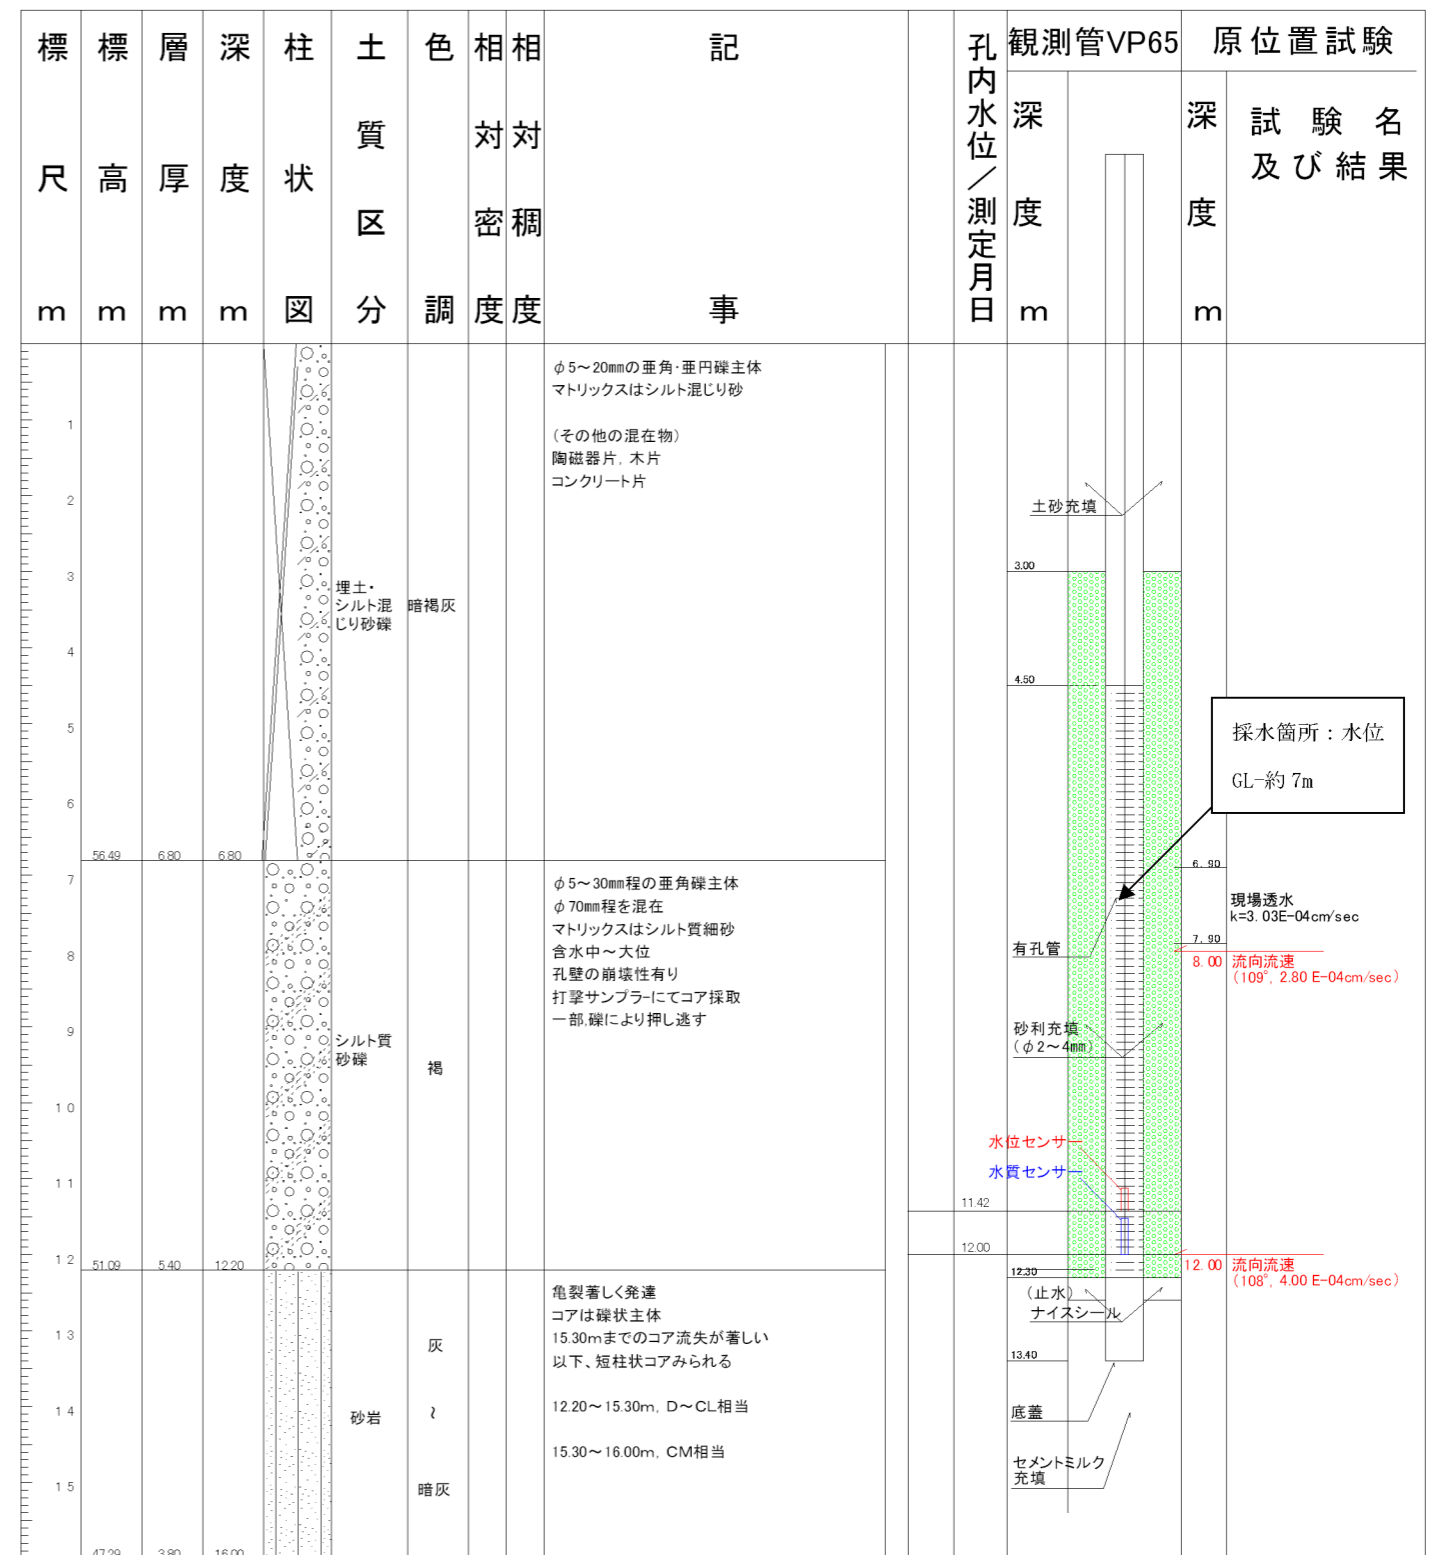 標尺m
標高m
層厚m
深度m
柱状図
土質区分
色調
相対密度
相対稠度
記事
孔内水位／測定月日
観測管VP65
深度m
原位置試験
深度m
試験名
及び結果
1
2
3
4
5
6
7
8
9
10
11
12
13
14
15
56.49 6.80 6.80
埋土・
シルト混
じり砂礫
暗褐灰
φ5～20mmの亜角・亜円礫主体
マトリックスはシルト混じり砂
（その他の混在物）
陶磁器片, 木片
コンクリート片
51.09 5.40 12.20
シルト質
砂礫
褐
φ5～30mm程の亜角礫主体
φ70mm程を混在
マトリックスはシルト質細砂
含水中～大位
孔壁の崩壊性有り
打撃サンプラーにてコア採取
一部,礫により押し逃す
47.29 3.80 16.00
砂岩
灰
～
暗灰
亀裂著しく発達
コアは礫状主体
15.30mまでのコア流失が著しい
以下、短柱状コアみられる
12.20～15.30m, D～CL相当
15.30～16.00m, CM相当
11.42
12.00
土砂充填
3.00
4.50
有孔管
砂利充填
（φ2～4mm）
水位センサー
水質センサー
12.30
（止水）
ナイスシール
13.40
底蓋
セメントミルク
充填
採水箇所：水位
GL-約 7m
6.90
現場透水
k=3.03E-04cm/sec
7.90
8.00 流向流速
（109°, 2.80 E-04cm/sec）
12.00 流向流速
（108°, 4.00 E-04cm/sec）